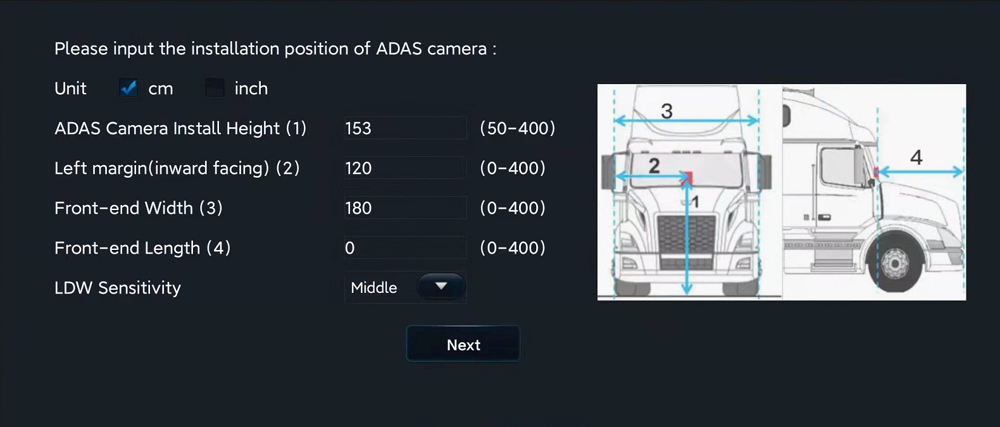 Please input the installation position of ADAS camera :
Unit cm inch
ADAS Camera Install Height (1) 153 (50-400)
Left margin(inward facing) (2) 120 (0-400)
Front-end Width (3) 180 (0-400)
Front-end Length (4) 0 (0-400)
LDW Sensitivity Middle
Next
3
2
1
4